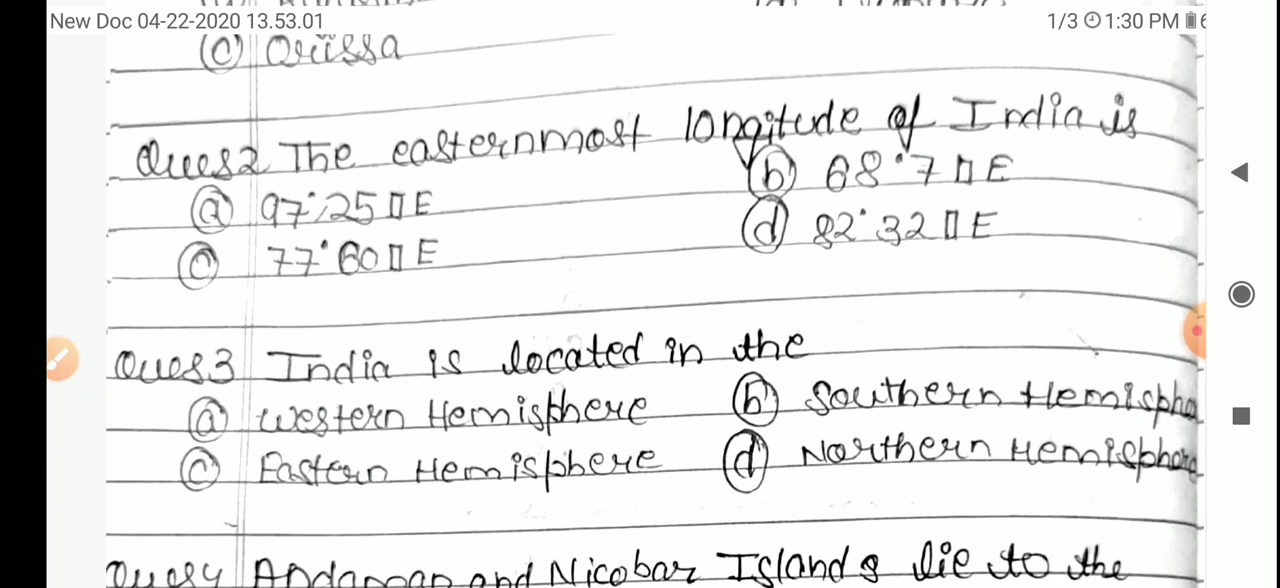 New Doc 04-22-2020 13.53.01
1/3 1:30 PM 6
(C) Orissa
Ques2 The easternmost longitude of India is
(a) 97°25▯E (b) 68°7▯E
(c) 77°60▯E (d) 82°32▯E
Ques3 India is located in the
(a) Western Hemisphere (b) Southern Hemisphe
(c) Eastern Hemisphere (d) Northern Hemisphere
Ques4 Andaman and Nicobar Islands lie to the